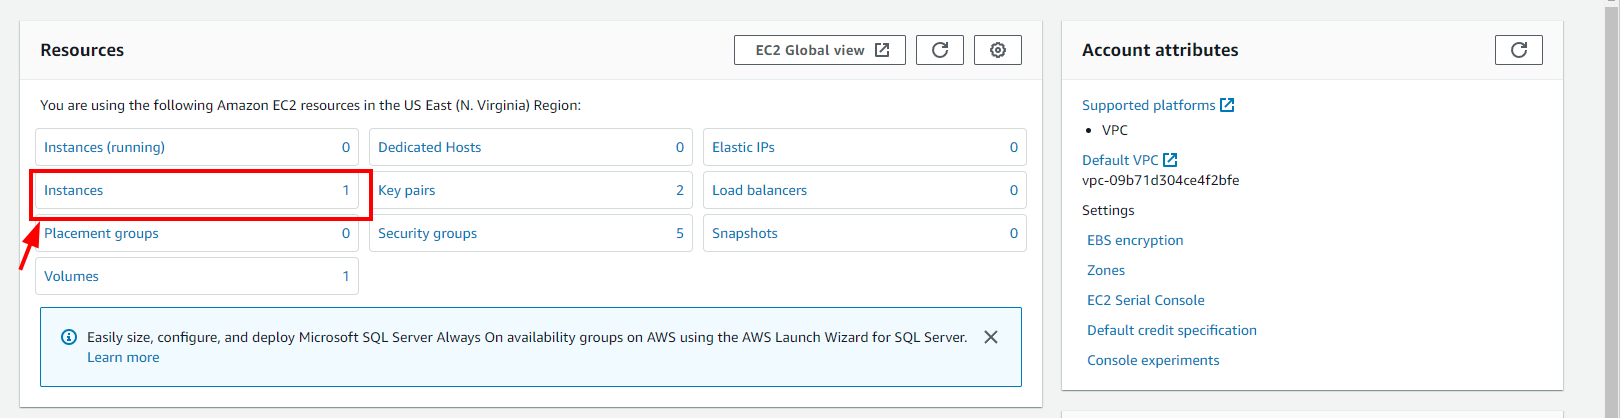 Resources
EC2 Global view
You are using the following Amazon EC2 resources in the US East (N. Virginia) Region:
Instances (running) 0
Dedicated Hosts 0
Elastic IPs 0
Instances 1
Key pairs 2
Load balancers 0
Placement groups 0
Security groups 5
Snapshots 0
Volumes 1
Easily size, configure, and deploy Microsoft SQL Server Always On availability groups on AWS using the AWS Launch Wizard for SQL Server.
Learn more
Account attributes
Supported platforms
• VPC
Default VPC
vpc-09b71d304ce4f2bfe
Settings
EBS encryption
Zones
EC2 Serial Console
Default credit specification
Console experiments